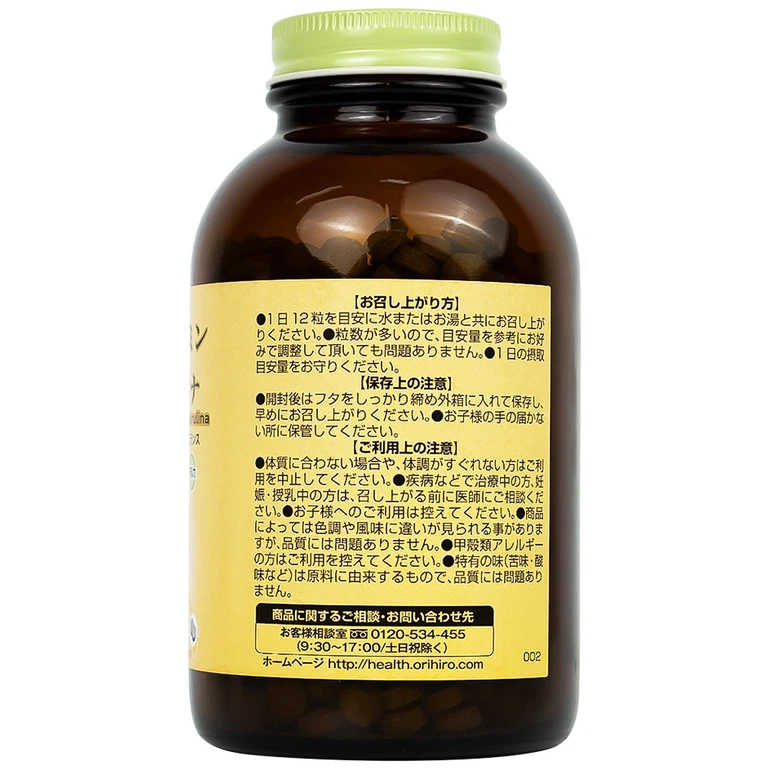 ミン
ナ
rulina
テンシス
【お召し上がり方】
●1日12粒を目安に水またはお湯と共にお召し上が
りください。●粒数が多いので、目安量を参考にお好
みで調整して頂いても問題ありません。●1日の摂取
目安量をお守りください。
【保存上の注意】
●開封後はフタをしっかり締め外箱に入れて保存し、
早めにお召し上がりください。●お子様の手の届かな
い所に保管してください。
【ご利用上の注意】
●体質に合わない場合や、体調がすぐれない方はご利
用を中止してください。●疾病などで治療中の方、妊
娠・授乳中の方は、召し上がる前に医師にご相談くだ
さい。●お子様へのご利用は控えてください。●商品
によっては色調や風味に違いが見られる事がありま
すが、品質には問題ありません。●甲殻類アレルギー
の方はご利用を控えてください。●特有の味(苦味・酸
味など)は原料に由来するもので、品質には問題あり
ません。
商品に関するご相談・お問い合わせ先
お客様相談室 0120-534-455
(9:30～17:00/土日祝除く)
ホームページ http://health.orihiro.com
002